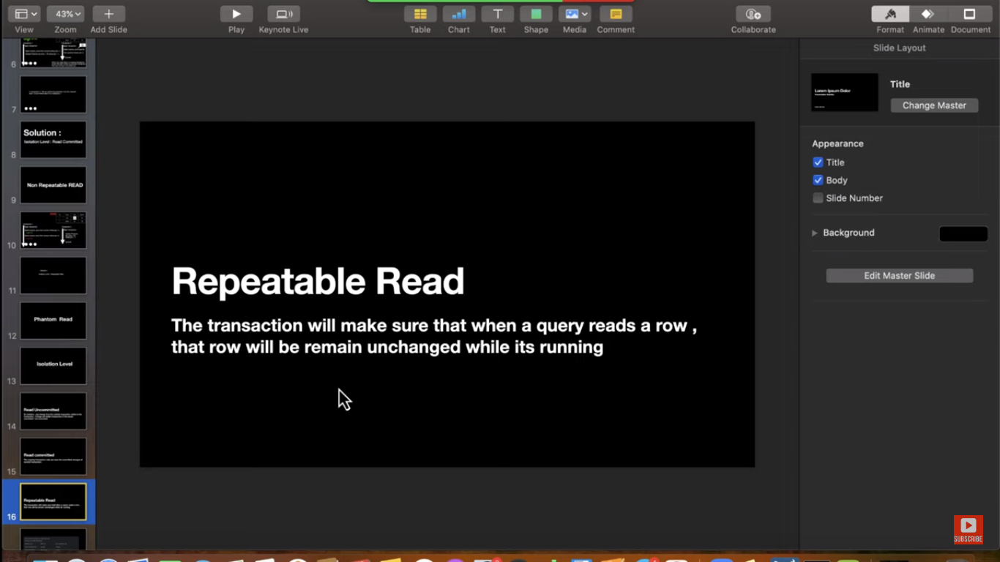 View
43%
Zoom
Add Slide
Play
Keynote Live
Table
Chart
Text
Shape
Media
Comment
Collaborate
Format
Animate
Document
6
7
8
Solution :
Isolation Level : Read Committed
9
Non Repeatable READ
10
11
12
Phantom Read
13
Isolation Level
14
Read Uncommitted
15
Read committed
16
Repeatable Read
Repeatable Read
The transaction will make sure that when a query reads a row ,
that row will be remain unchanged while its running
Slide Layout
Lorem Ipsum Dolor
Title
Change Master
Appearance
Title
Body
Slide Number
Background
Edit Master Slide
SUBSCRIBE